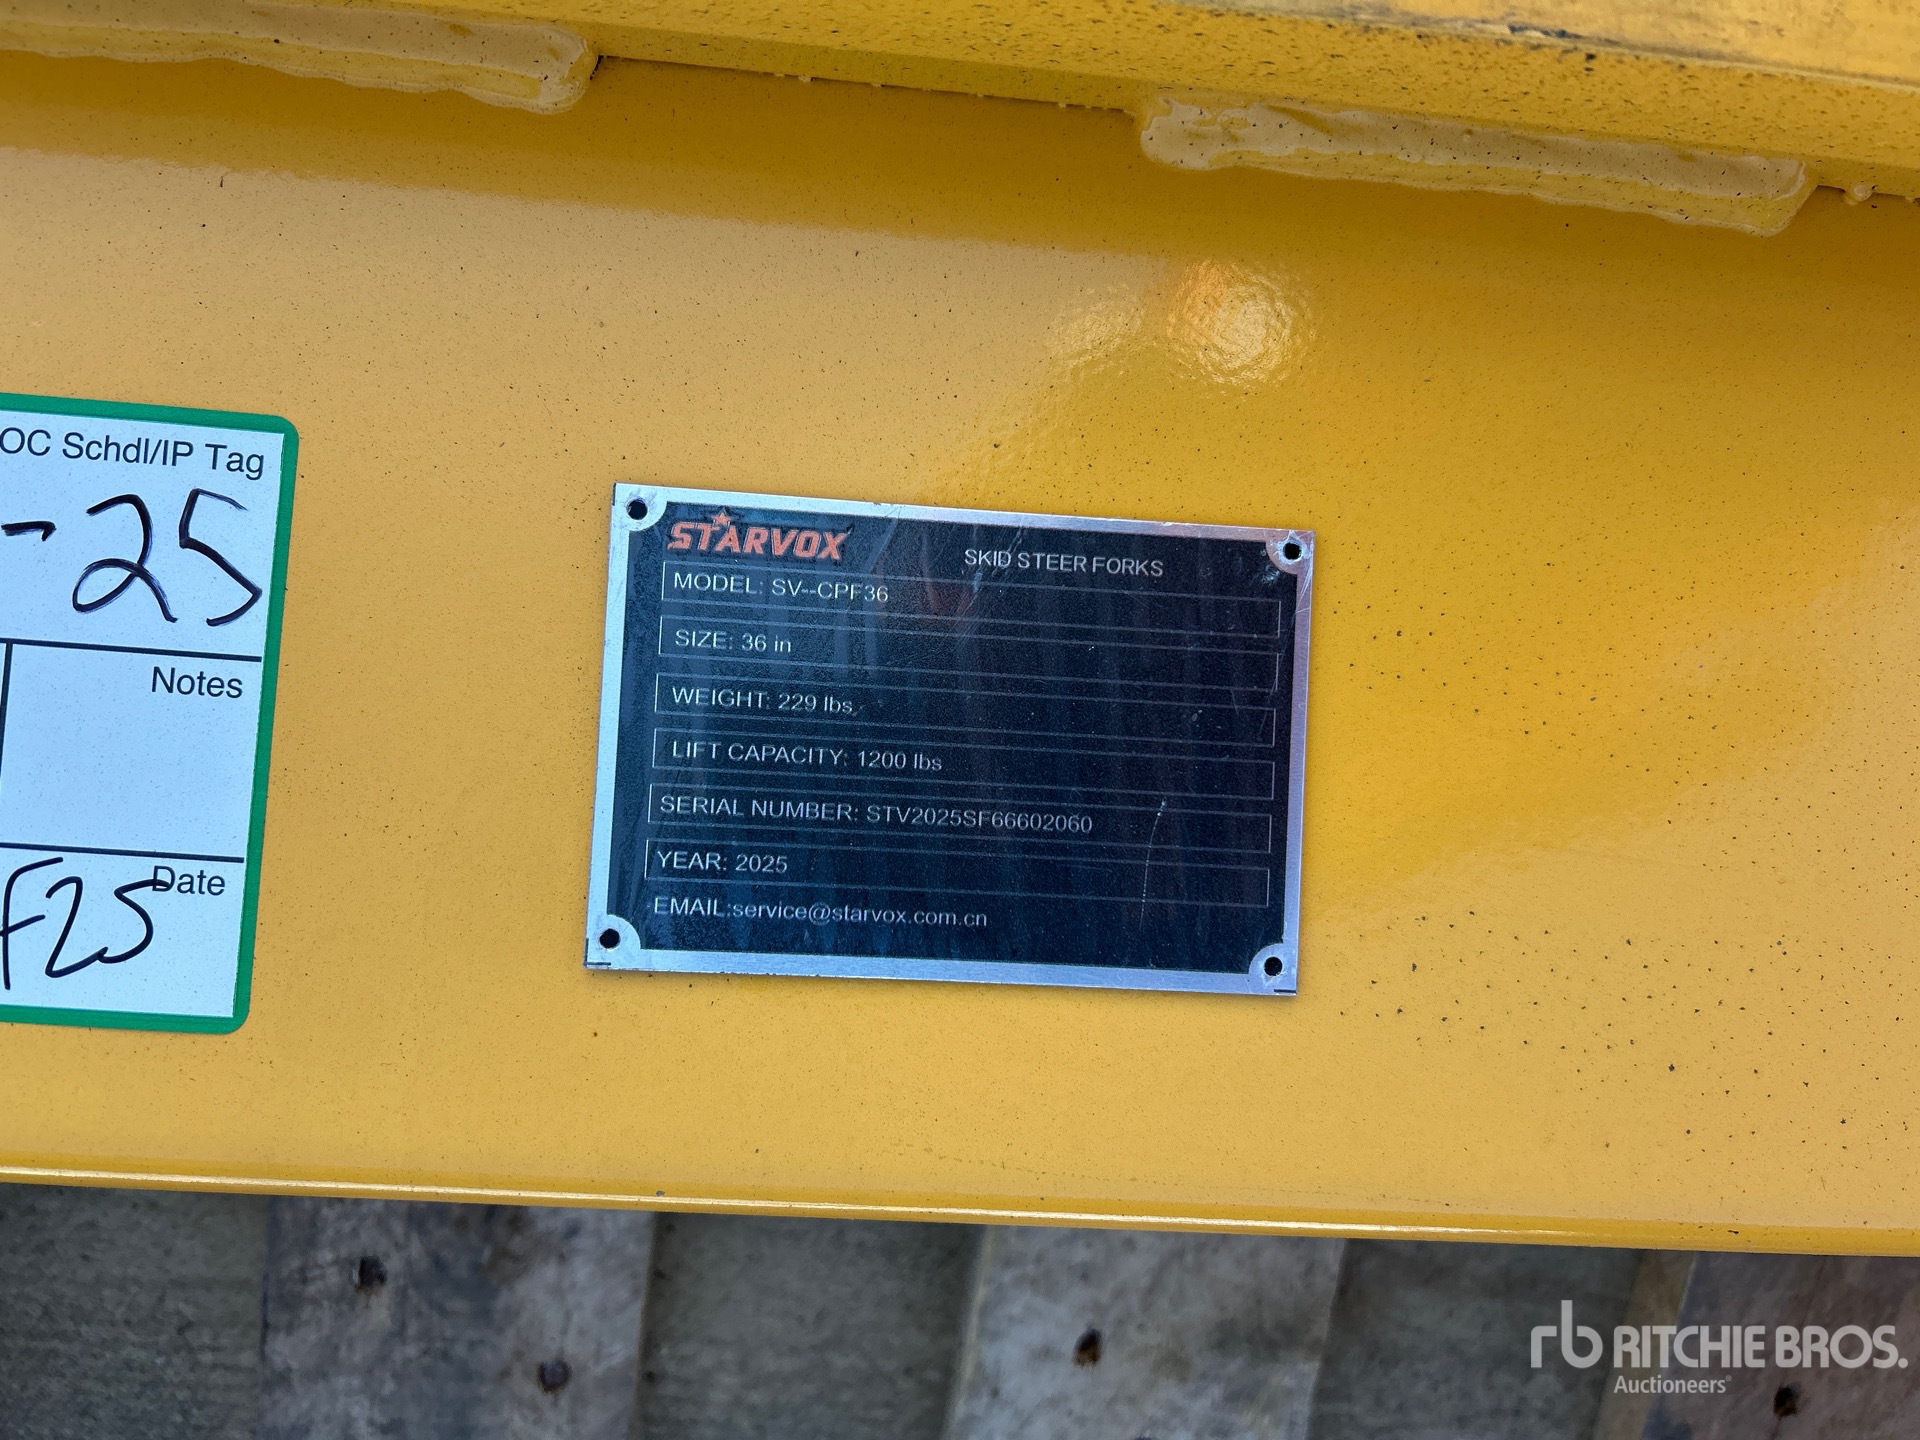 OC Schdl/IP Tag
-25
Notes
Date
F25
STARVOX
SKID STEER FORKS
MODEL: SV--CPF36
SIZE: 36 in
WEIGHT: 229 lbs
LIFT CAPACITY: 1200 lbs
SERIAL NUMBER: STV2025SF66602060
YEAR: 2025
EMAIL:service@starvox.com.cn
rb RITCHIE BROS.
Auctioneers